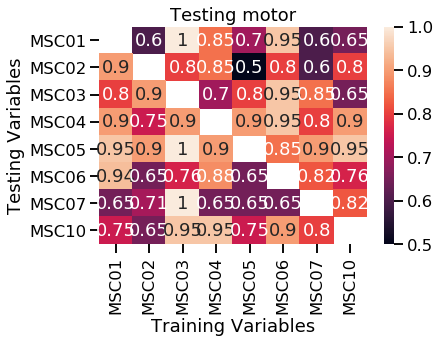 Testing motor
MSC01 0.6 1 0.85 0.7 0.95 0.6 0.65
MSC02 0.9 0.8 0.85 0.5 0.8 0.6 0.8
MSC03 0.8 0.9 0.7 0.8 0.95 0.85 0.65
MSC04 0.9 0.75 0.9 0.9 0.95 0.8 0.9
MSC05 0.95 0.9 1 0.9 0.85 0.9 0.95
MSC06 0.94 0.65 0.76 0.88 0.65 0.82 0.76
MSC07 0.65 0.71 1 0.65 0.65 0.65 0.82
MSC10 0.75 0.65 0.95 0.95 0.75 0.9 0.8
MSC01 MSC02 MSC03 MSC04 MSC05 MSC06 MSC07 MSC10
Training Variables
Testing Variables
1.0
0.9
0.8
0.7
0.6
0.5